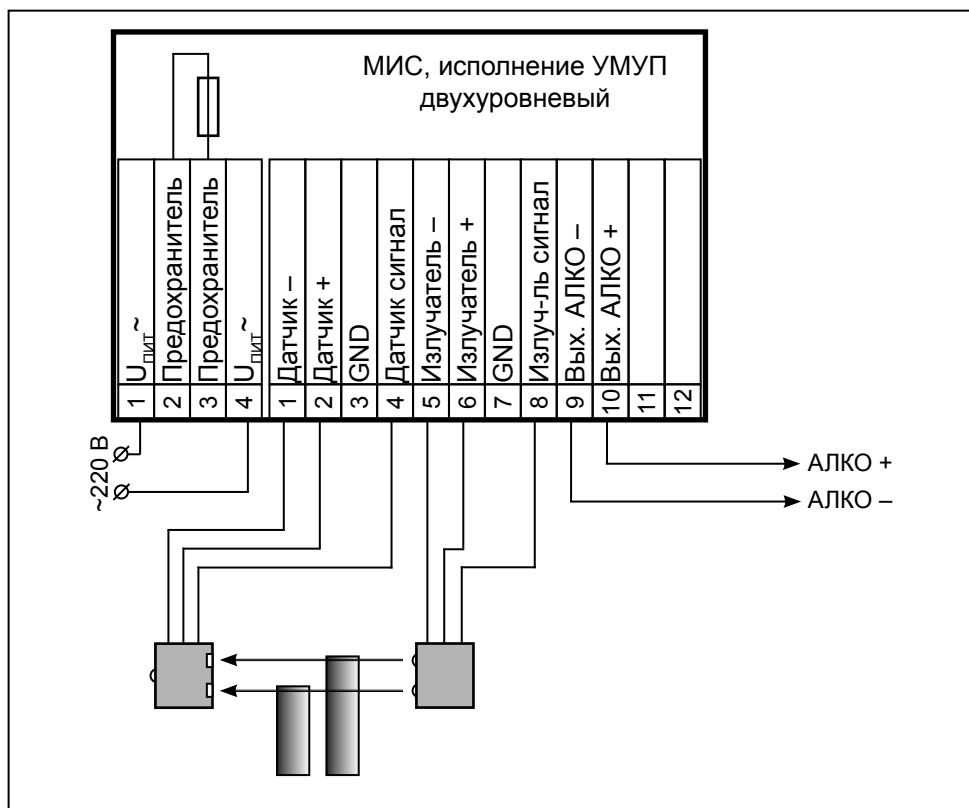 МИС, исполнение УМУП
двухуровневый
Uпит~
Предохранитель
Предохранитель
Uпит~
Датчик –
Датчик +
GND
Датчик сигнал
Излучатель –
Излучатель +
GND
Излуч-ль сигнал
Вых. АЛКО –
Вых. АЛКО +
1
2
3
4
1
2
3
4
5
6
7
8
9
10
11
12
~220 В
АЛКО +
АЛКО –